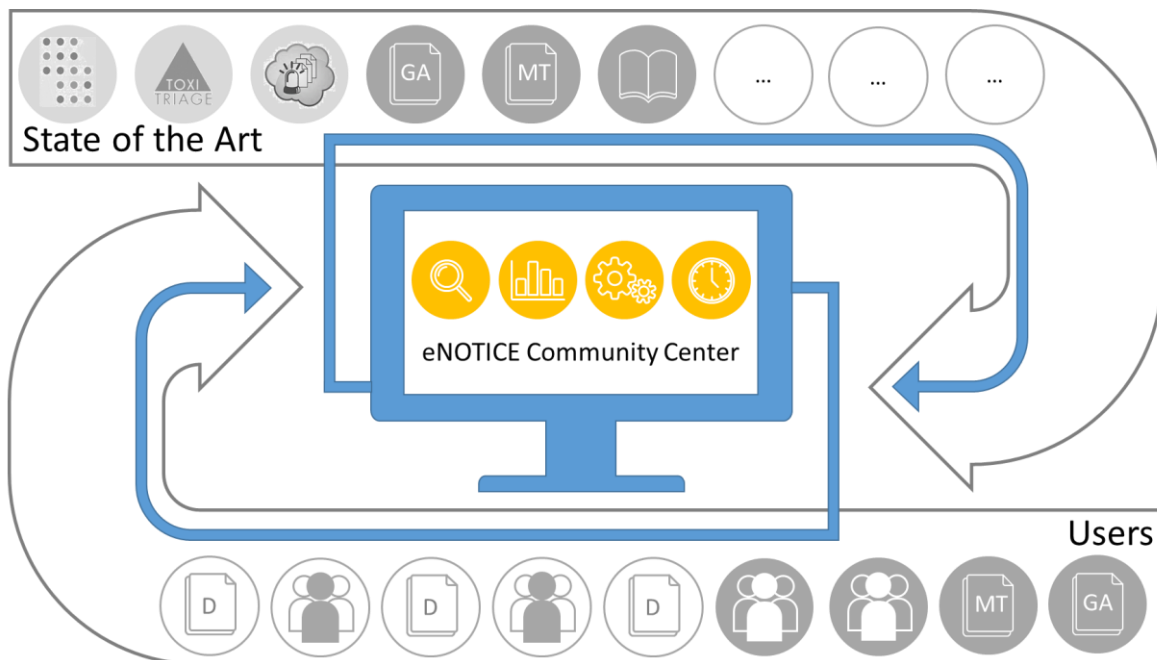 TOXI
TRIAGE
GA
MT
...
...
...
State of the Art
eNOTICE Community Center
Users
D
D
D
MT
GA